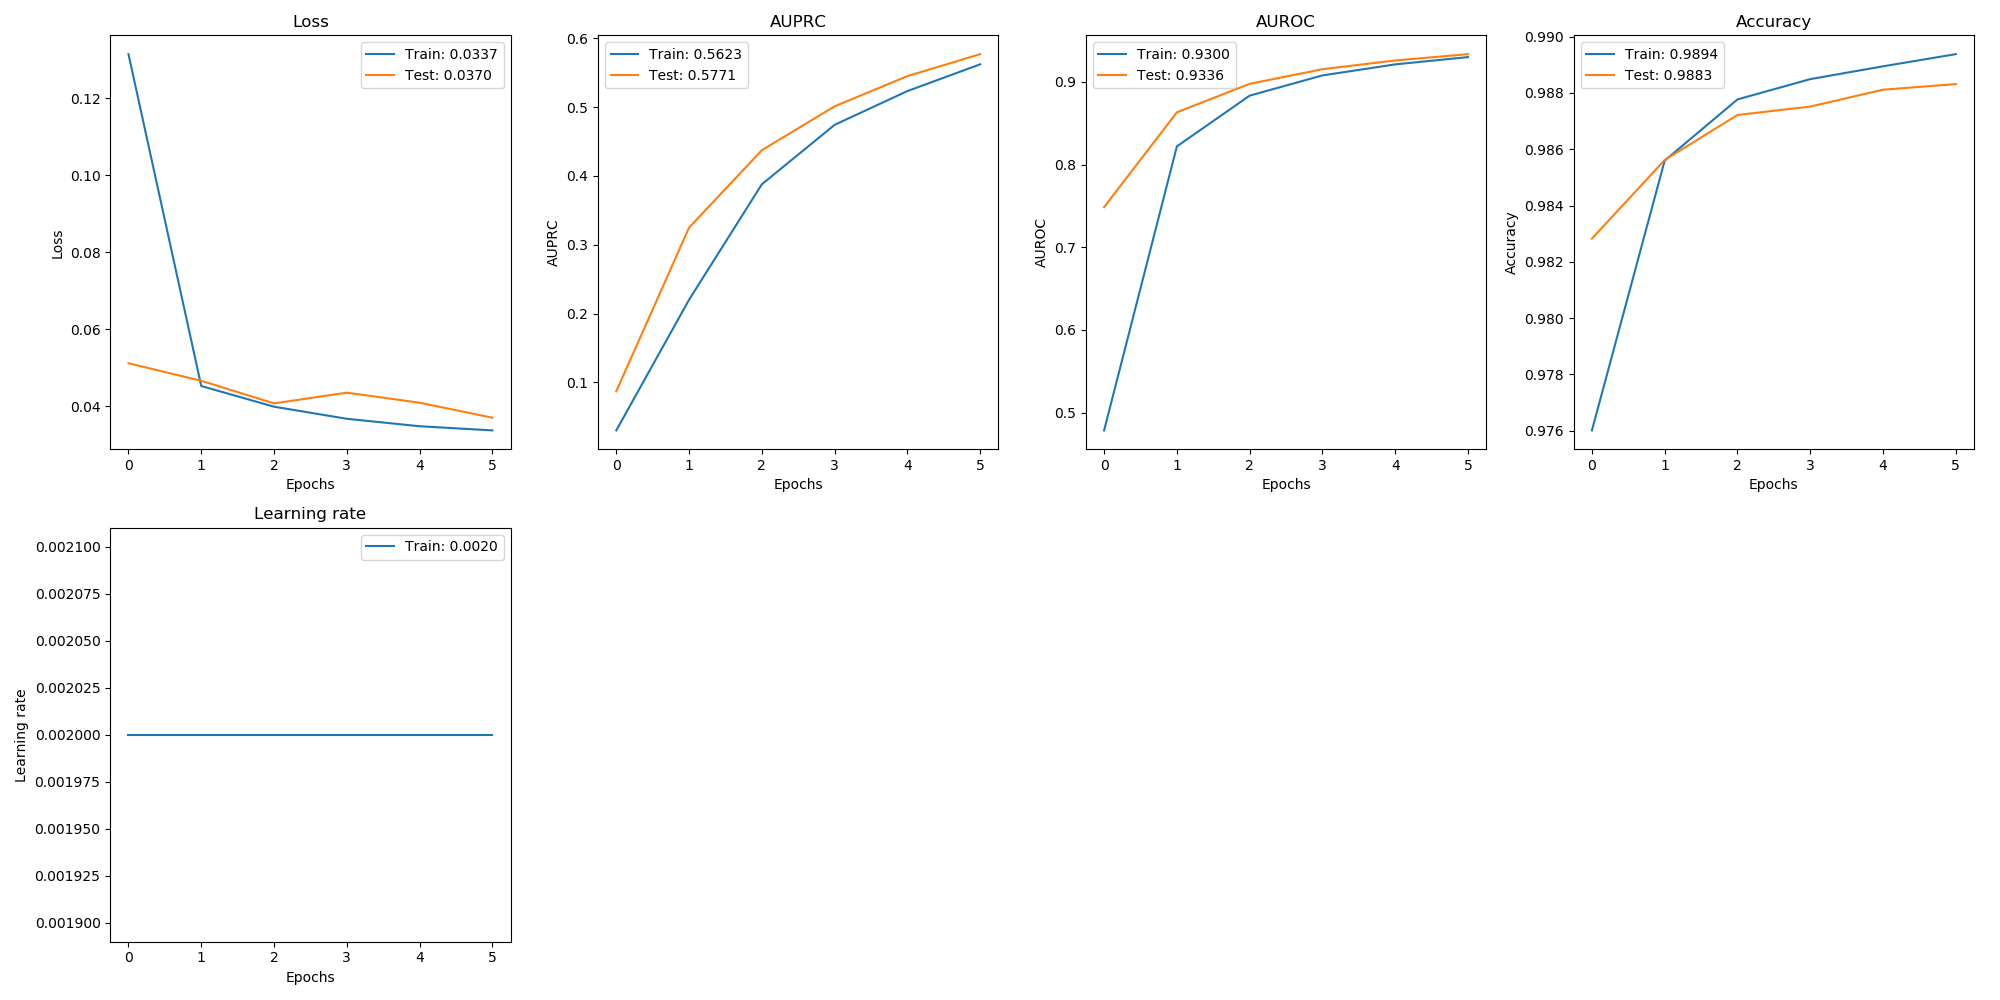 Loss
Train: 0.0337
Test: 0.0370
0.12
0.10
0.08
0.06
0.04
Loss
0 1 2 3 4 5
Epochs
AUPRC
Train: 0.5623
Test: 0.5771
0.6
0.5
0.4
0.3
0.2
0.1
AUPRC
0 1 2 3 4 5
Epochs
AUROC
Train: 0.9300
Test: 0.9336
0.9
0.8
0.7
0.6
0.5
AUROC
0 1 2 3 4 5
Epochs
Accuracy
Train: 0.9894
Test: 0.9883
0.990
0.988
0.986
0.984
0.982
0.980
0.978
0.976
Accuracy
0 1 2 3 4 5
Epochs
Learning rate
Train: 0.0020
0.002100
0.002075
0.002050
0.002025
0.002000
0.001975
0.001950
0.001925
0.001900
Learning rate
0 1 2 3 4 5
Epochs